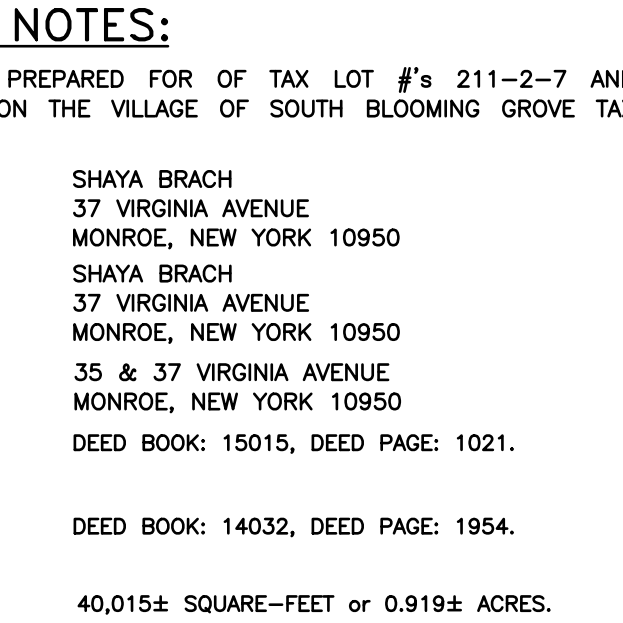 NOTES:
PREPARED FOR OF TAX LOT #'s 211-2-7
ON THE VILLAGE OF SOUTH BLOOMING GROVE
SHAYA BRACH
37 VIRGINIA AVENUE
MONROE, NEW YORK 10950
SHAYA BRACH
37 VIRGINIA AVENUE
MONROE, NEW YORK 10950
35 & 37 VIRGINIA AVENUE
MONROE, NEW YORK 10950
DEED BOOK: 15015, DEED PAGE: 1021.
DEED BOOK: 14032, DEED PAGE: 1954.
40,015± SQUARE-FEET or 0.919± ACRES.